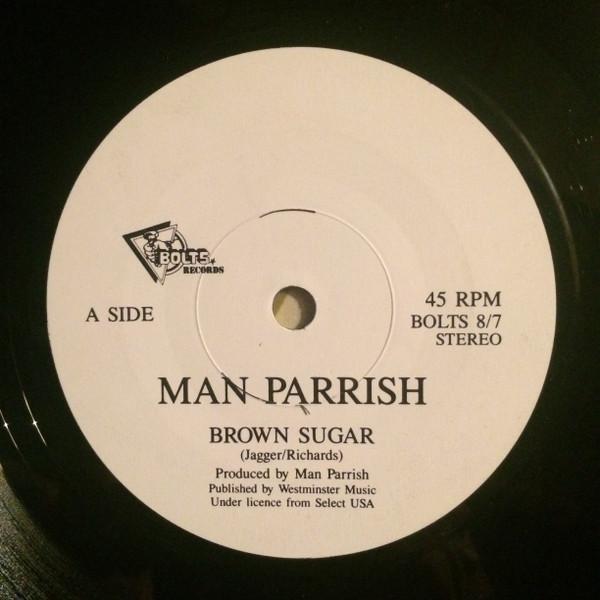 BOLTS
RECORDS
A SIDE
45 RPM
BOLTS 8/7
STEREO
MAN PARRISH
BROWN SUGAR
(Jagger/Richards)
Produced by Man Parrish
Published by Westminster Music
Under licence from Select USA